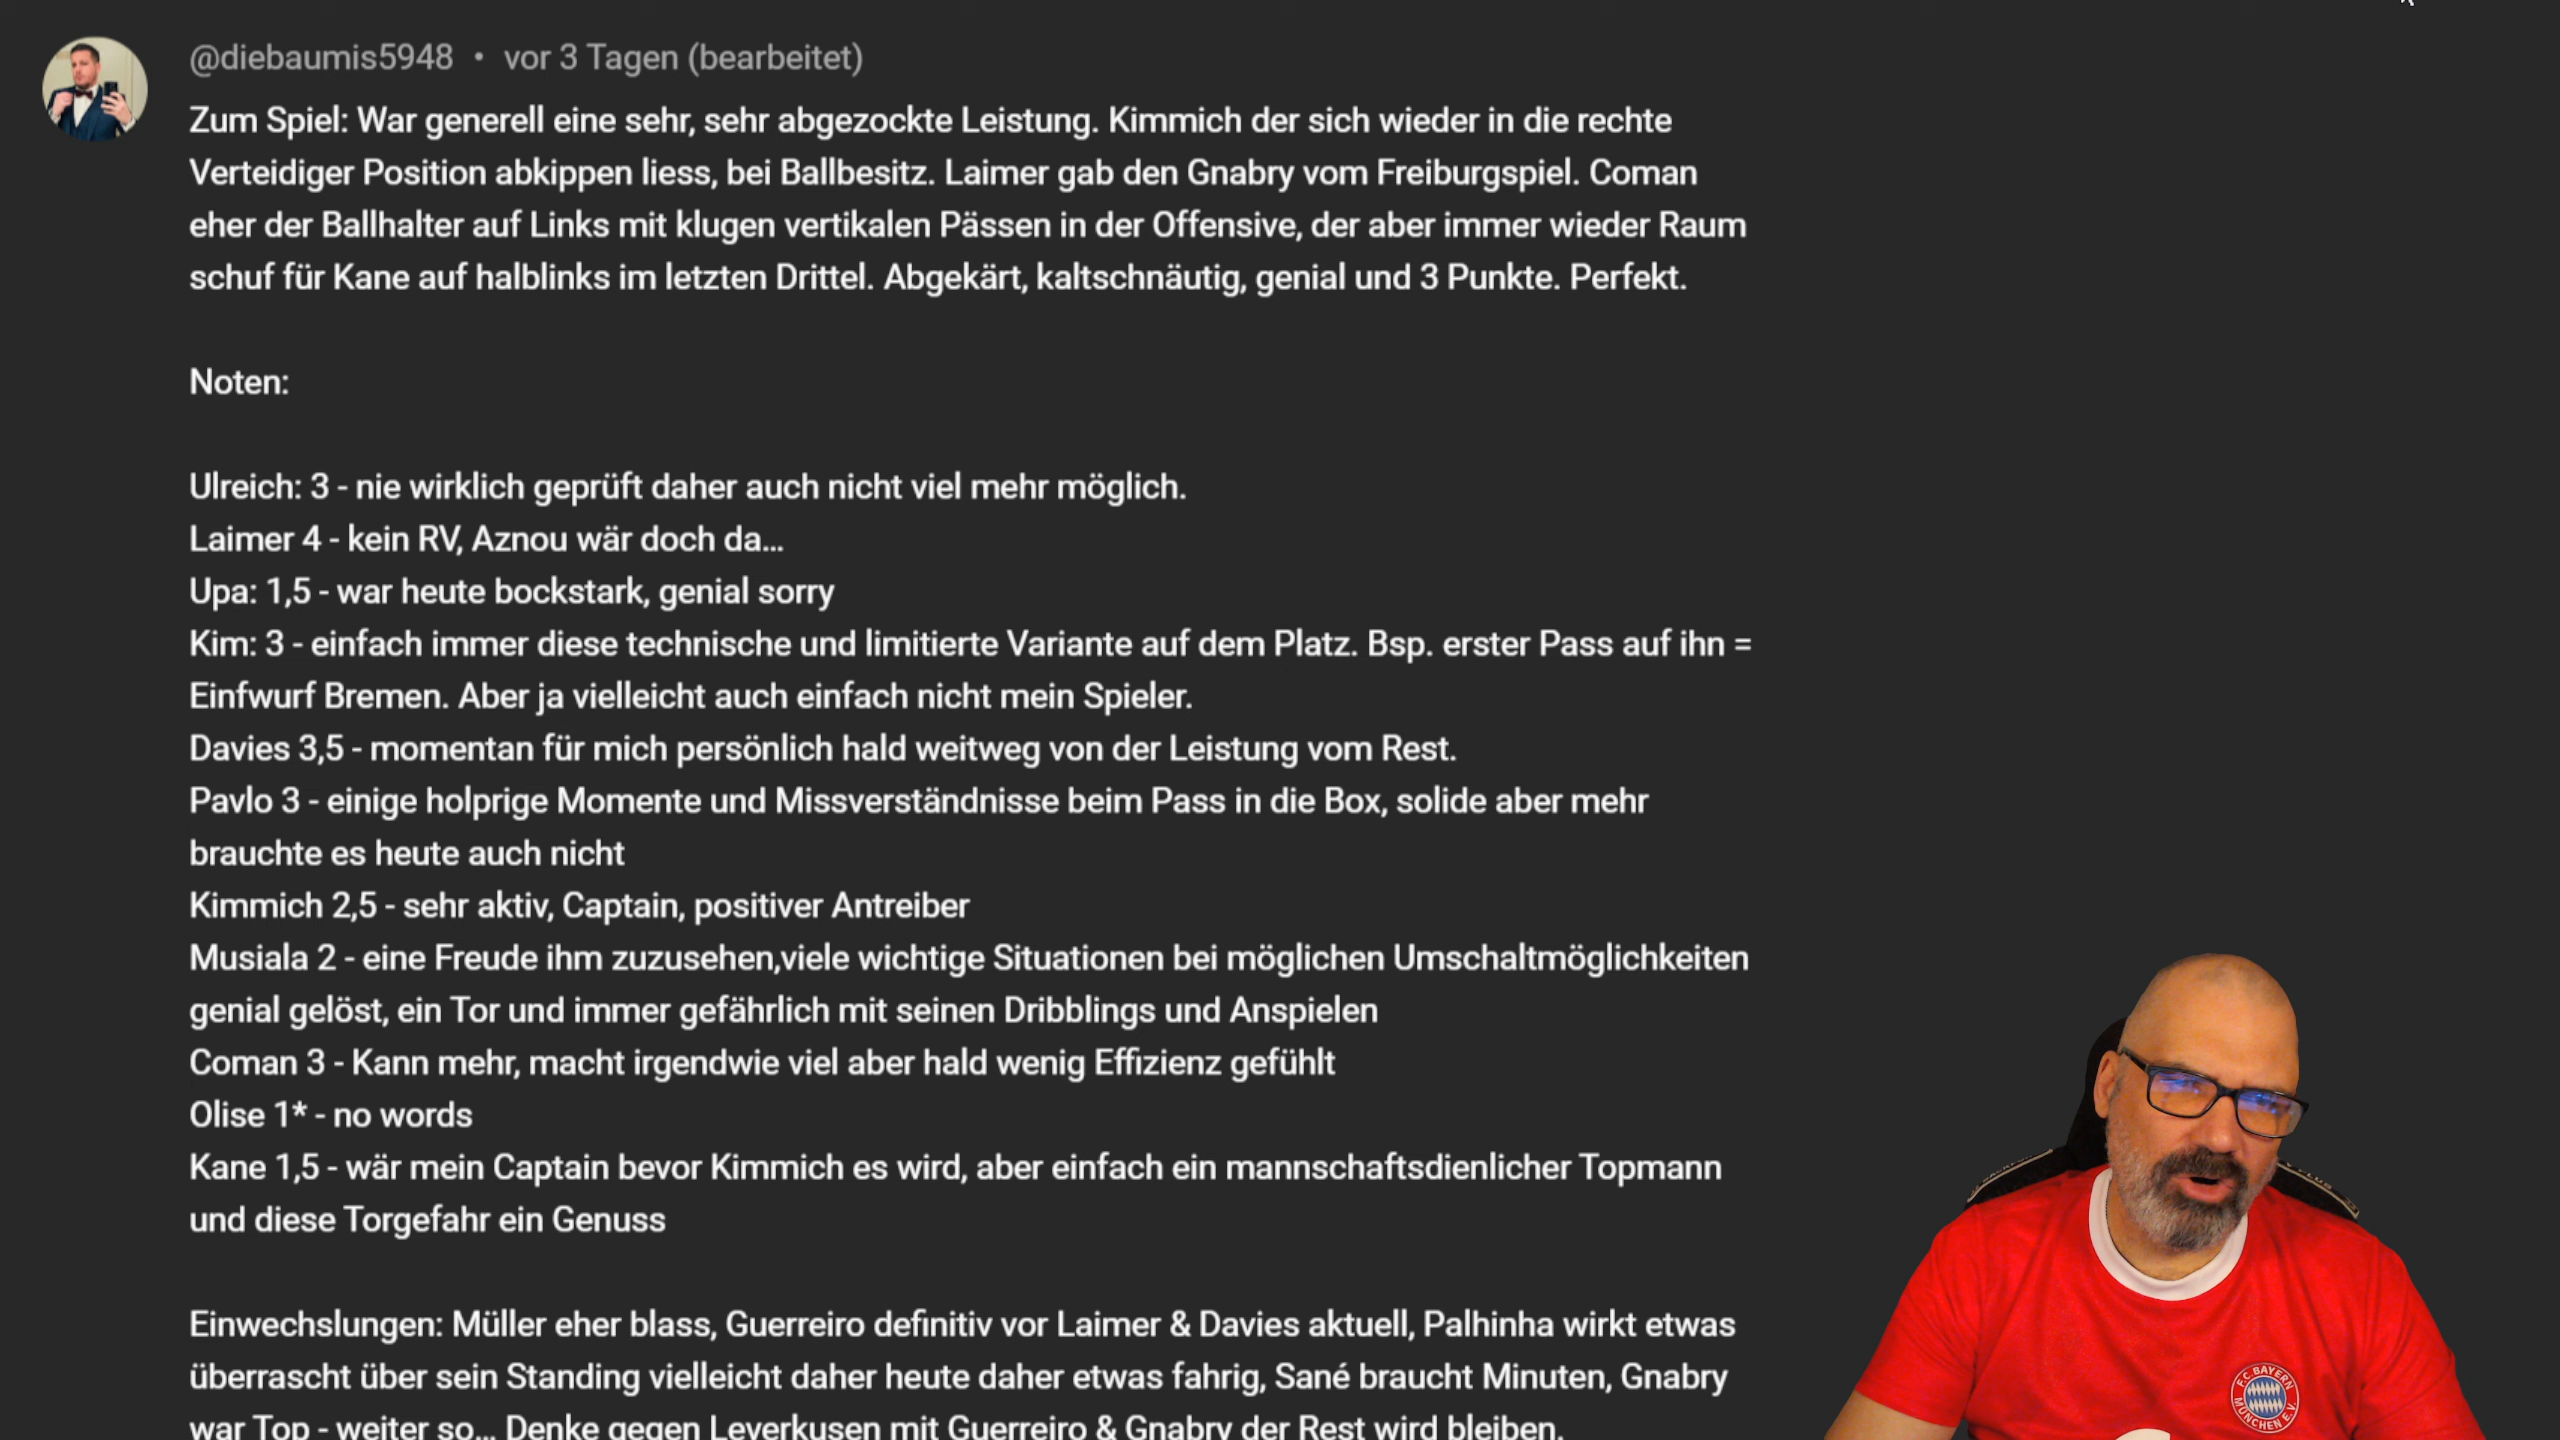 @diebaumis5948 • vor 3 Tagen (bearbeitet)
Zum Spiel: War generell eine sehr, sehr abgezockte Leistung. Kimmich der sich wieder in die rechte
Verteidiger Position abkippen liess, bei Ballbesitz. Laimer gab den Gnabry vom Freiburgspiel. Coman
eher der Ballhalter auf Links mit klugen vertikalen Pässen in der Offensive, der aber immer wieder Raum
schuf für Kane auf halblinks im letzten Drittel. Abgekärt, kaltschnäutig, genial und 3 Punkte. Perfekt.
Noten:
Ulreich: 3 - nie wirklich geprüft daher auch nicht viel mehr möglich.
Laimer 4 - kein RV, Aznou wär doch da...
Upa: 1,5 - war heute bockstark, genial sorry
Kim: 3 - einfach immer diese technische und limitierte Variante auf dem Platz. Bsp. erster Pass auf ihn =
Einfwurf Bremen. Aber ja vielleicht auch einfach nicht mein Spieler.
Davies 3,5 - momentan für mich persönlich hald weitweg von der Leistung vom Rest.
Pavlo 3 - einige holprige Momente und Missverständnisse beim Pass in die Box, solide aber mehr
brauchte es heute auch nicht
Kimmich 2,5 - sehr aktiv, Captain, positiver Antreiber
Musiala 2 - eine Freude ihm zuzusehen,viele wichtige Situationen bei möglichen Umschaltmöglichkeiten
genial gelöst, ein Tor und immer gefährlich mit seinen Dribblings und Anspielen
Coman 3 - Kann mehr, macht irgendwie viel aber hald wenig Effizienz gefühlt
Olise 1* - no words
Kane 1,5 - wär mein Captain bevor Kimmich es wird, aber einfach ein mannschaftsdienlicher Topmann
und diese Torgefahr ein Genuss
Einwechslungen: Müller eher blass, Guerreiro definitiv vor Laimer & Davies aktuell, Palhinha wirkt etwas
überrascht über sein Standing vielleicht daher heute daher etwas fahrig, Sané braucht Minuten, Gnabry
war Top - weiter so... Denke gegen Leverkusen mit Guerreiro & Gnabry der Rest wird bleiben.
F.C. BAYERN
MÜNCHEN E.V.